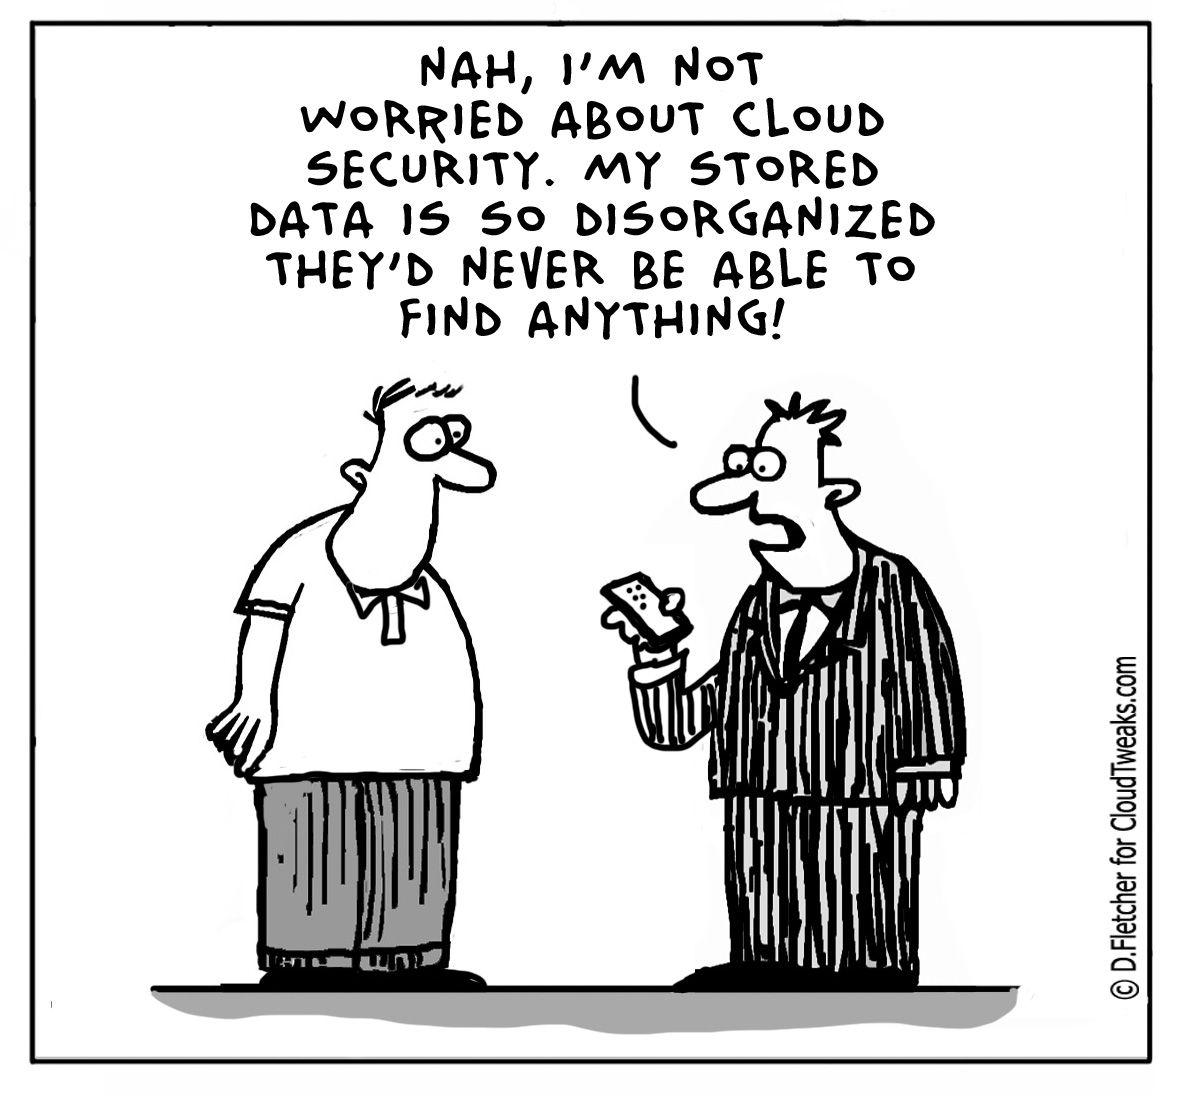 NAH, I'M NOT
WORRIED ABOUT CLOUD
SECURITY. MY STORED
DATA IS SO DISORGANIZED
THEY'D NEVER BE ABLE TO
FIND ANYTHING!
© D.Fletcher for CloudTweaks.com